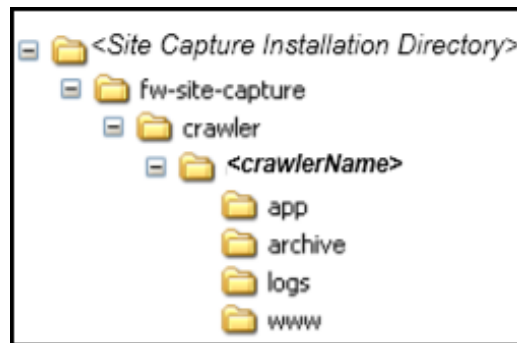 <Site Capture Installation Directory>
fw-site-capture
crawler
<crawlerName>
app
archive
logs
www